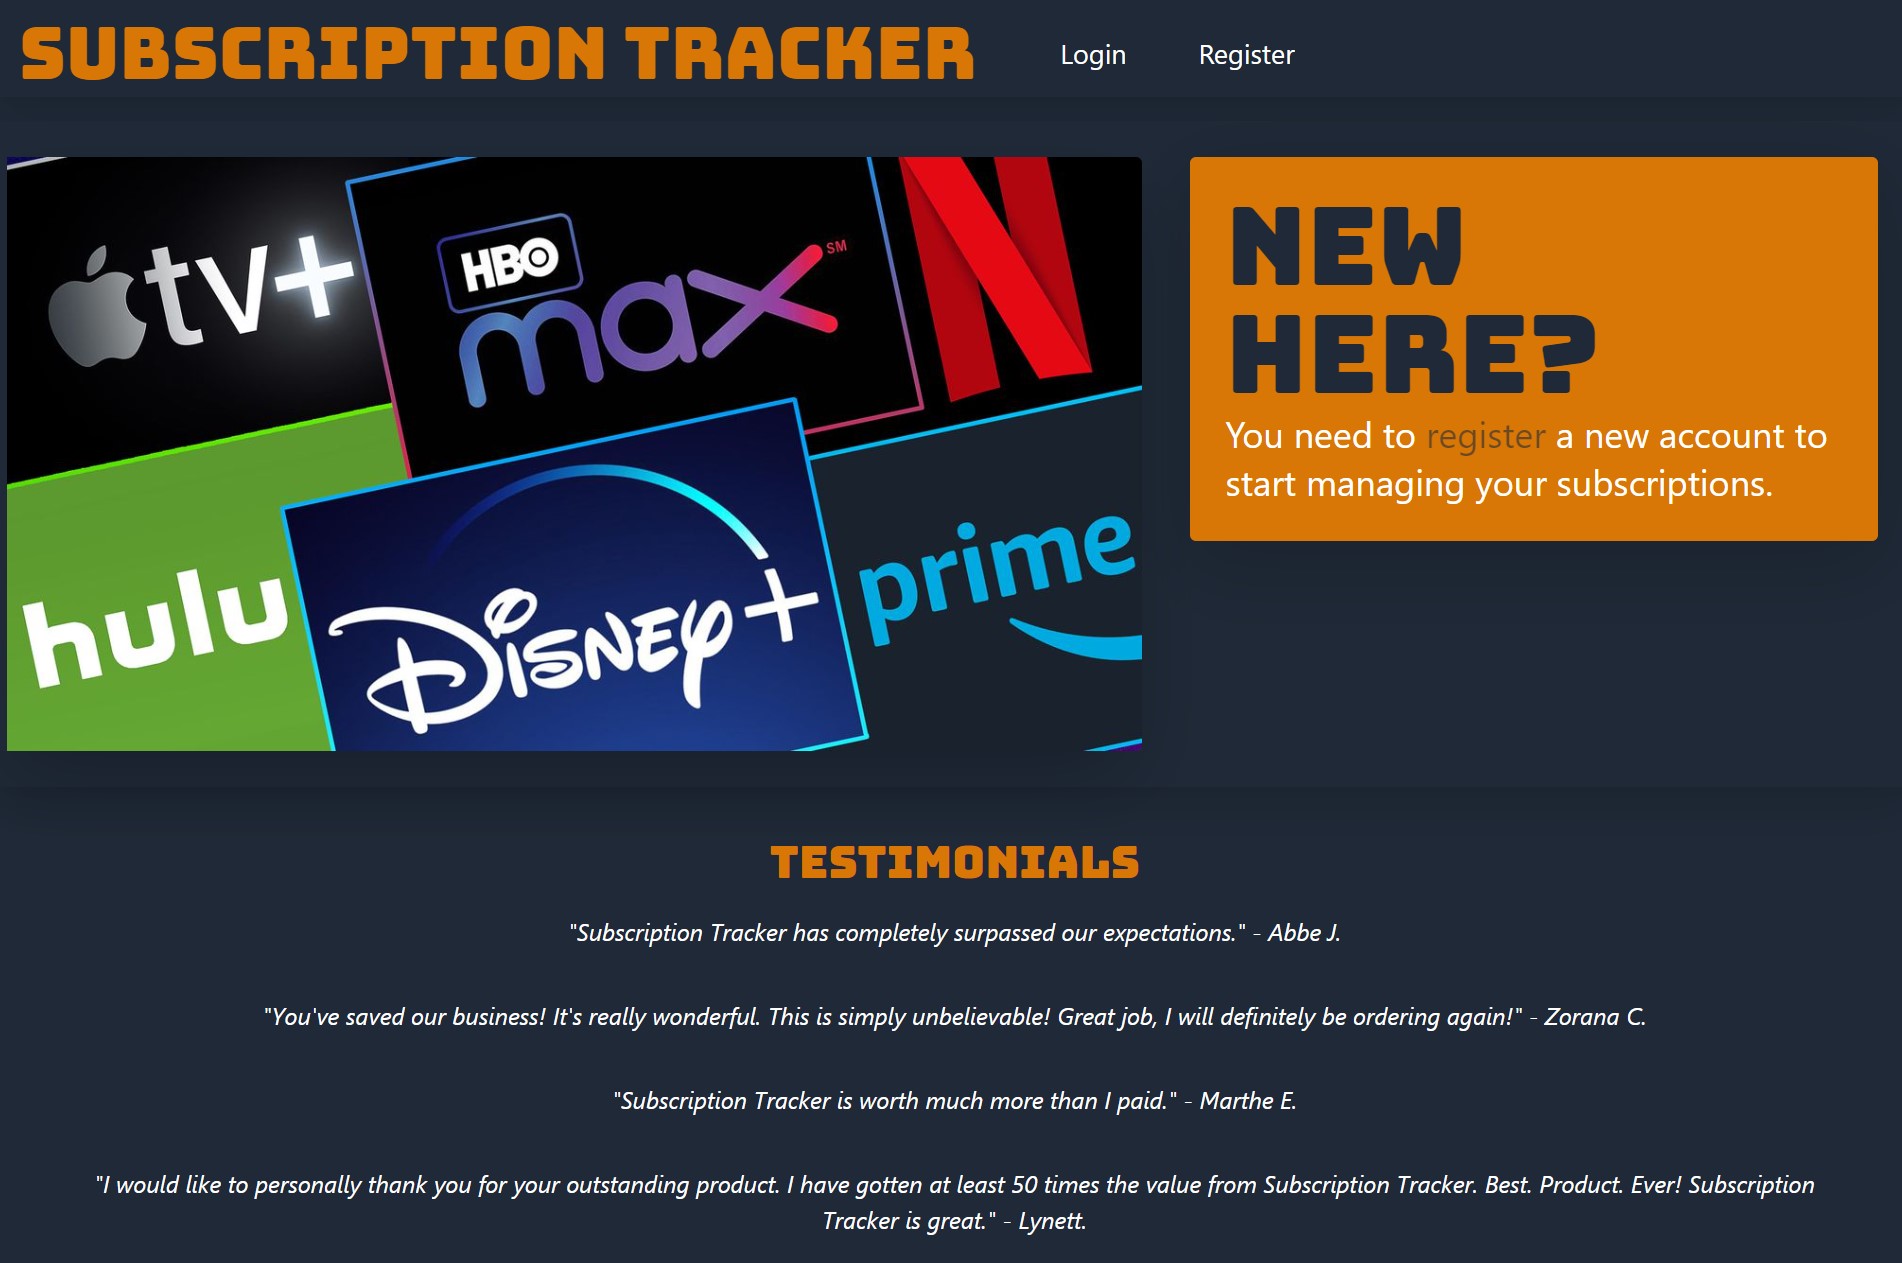 SUBSCRIPTION TRACKER
Login
Register
tv+
HBO
max SM
N
hulu
Disney+
prime
NEW
HERE?
You need to register a new account to
start managing your subscriptions.
TESTIMONIALS
"Subscription Tracker has completely surpassed our expectations." - Abbe J.
"You've saved our business! It's really wonderful. This is simply unbelievable! Great job, I will definitely be ordering again!" - Zorana C.
"Subscription Tracker is worth much more than I paid." - Marthe E.
"I would like to personally thank you for your outstanding product. I have gotten at least 50 times the value from Subscription Tracker. Best. Product. Ever! Subscription
Tracker is great." - Lynett.